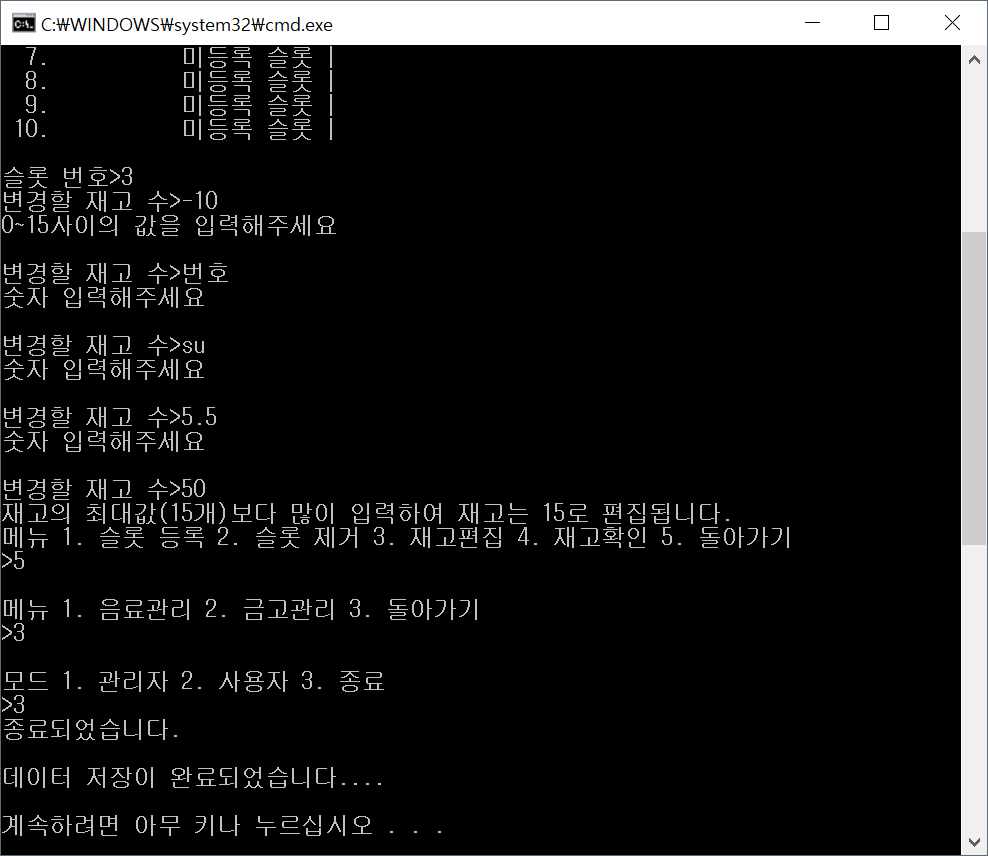 C:₩WINDOWS₩system32₩cmd.exe
7. 미등록 슬롯 |
8. 미등록 슬롯 |
9. 미등록 슬롯 |
10. 미등록 슬롯 |
슬롯 번호>3
변경할 재고 수>-10
0~15사이의 값을 입력해주세요
변경할 재고 수>번호
숫자 입력해주세요
변경할 재고 수>su
숫자 입력해주세요
변경할 재고 수>5.5
숫자 입력해주세요
변경할 재고 수>50
재고의 최대값(15개)보다 많이 입력하여 재고는 15로 편집됩니다.
메뉴 1. 슬롯 등록 2. 슬롯 제거 3. 재고편집 4. 재고확인 5. 돌아가기
>5
메뉴 1. 음료관리 2. 금고관리 3. 돌아가기
>3
모드 1. 관리자 2. 사용자 3. 종료
>3
종료되었습니다.
데이터 저장이 완료되었습니다....
계속하려면 아무 키나 누르십시오 . . .